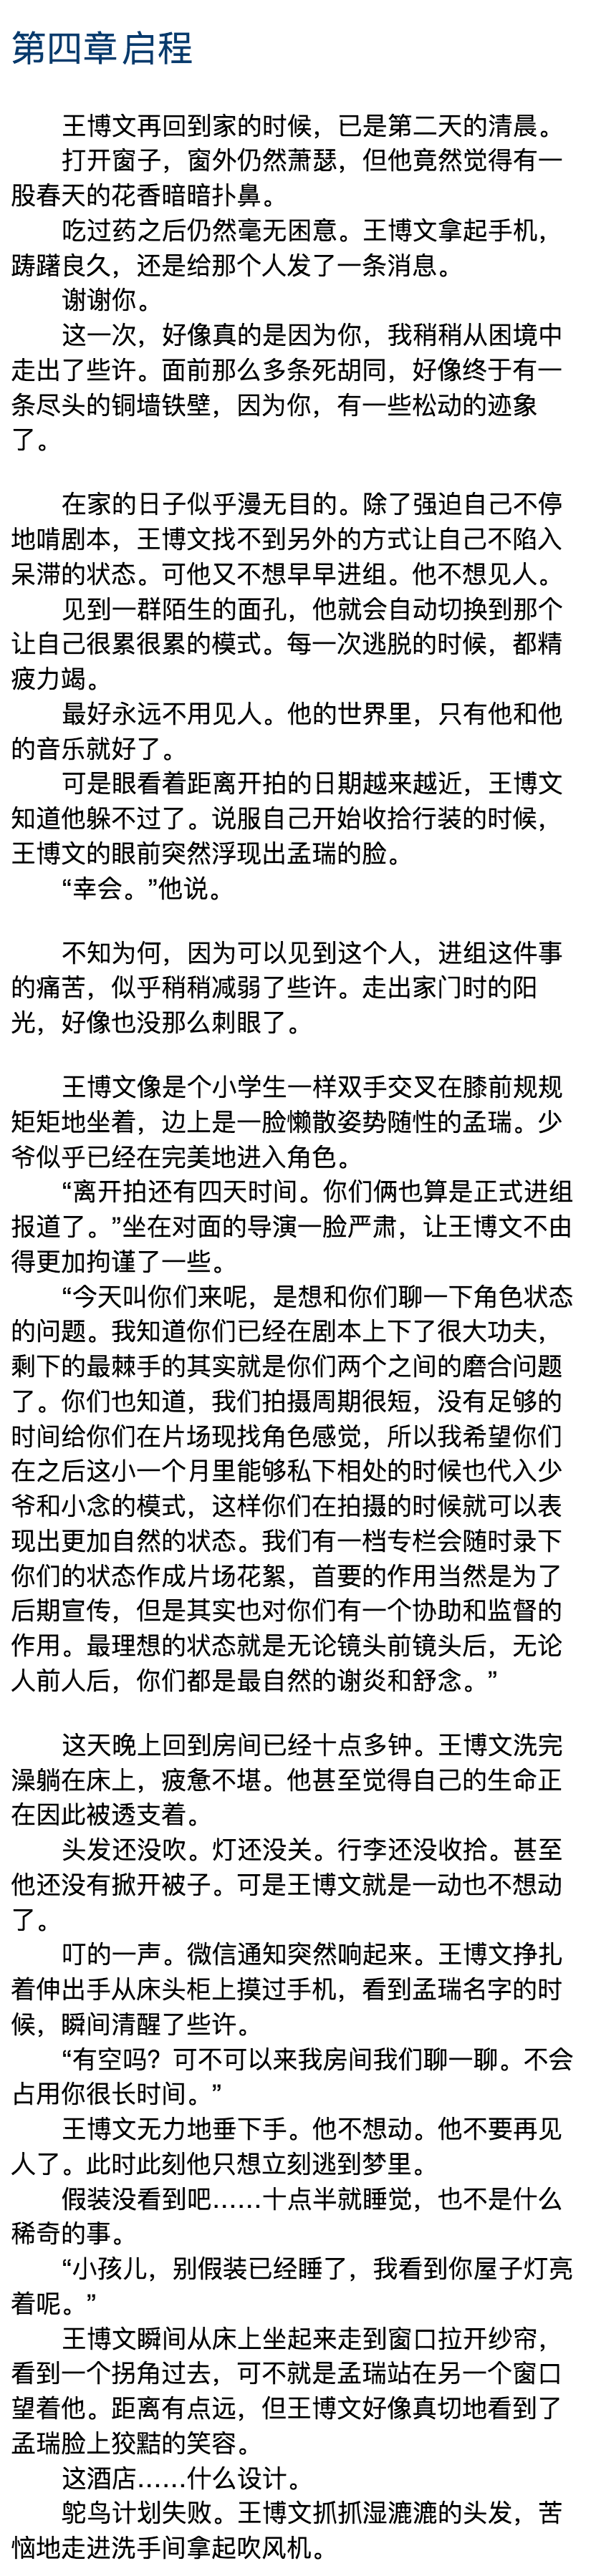 第四章 启程
王博文再回到家的时候，已是第二天的清晨。
打开窗子，窗外仍然萧瑟，但他竟然觉得有一
股春天的花香暗暗扑鼻。
吃过药之后仍然毫无困意。王博文拿起手机，
踌躇良久，还是给那个人发了一条消息。
谢谢你。
这一次，好像真的是因为你，我稍稍从困境中
走出了些许。面前那么多条死胡同，好像终于有一
条尽头的铜墙铁壁，因为你，有一些松动的迹象
了。
在家的日子似乎漫无目的。除了强迫自己不停
地啃剧本，王博文找不到另外的方式让自己不陷入
呆滞的状态。可他又不想早早进组。他不想见人。
见到一群陌生的面孔，他就会自动切换到那个
让自己很累很累的模式。每一次逃脱的时候，都精
疲力竭。
最好永远不用见人。他的世界里，只有他和他
的音乐就好了。
可是眼看着距离开拍的日期越来越近，王博文
知道他躲不过了。说服自己开始收拾行装的时候，
王博文的眼前突然浮现出孟瑞的脸。
“幸会。”他说。
不知为何，因为可以见到这个人，进组这件事
的痛苦，似乎稍稍减弱了些许。走出家门时的阳
光，好像也没那么刺眼了。
王博文像是个小学生一样双手交叉在膝前规规
矩矩地坐着，边上是一脸懒散姿势随性的孟瑞。少
爷似乎已经在完美地进入角色。
“离开拍还有四天时间。你们俩也算是正式进组
报道了。”坐在对面的导演一脸严肃，让王博文不由
得更加拘谨了一些。
“今天叫你们来呢，是想和你们聊一下角色状态
的问题。我知道你们已经在剧本上下了很大功夫，
剩下的最棘手的其实就是你们两个之间的磨合问题
了。你们也知道，我们拍摄周期很短，没有足够的
时间给你们在片场现找角色感觉，所以我希望你们
在之后这小一个月里能够私下相处的时候也代入少
爷和小念的模式，这样你们在拍摄的时候就可以表
现出更加自然的状态。我们有一档专栏会随时录下
你们的状态作成片场花絮，首要的作用当然是为了
后期宣传，但是其实也对你们有一个协助和监督的
作用。最理想的状态就是无论镜头前镜头后，无论
人前人后，你们都是最自然的谢炎和舒念。”
这天晚上回到房间已经十点多钟。王博文洗完
澡躺在床上，疲惫不堪。他甚至觉得自己的生命正
在因此被透支着。
头发还没吹。灯还没关。行李还没收拾。甚至
他还没有掀开被子。可是王博文就是一动也不想动
了。
叮的一声。微信通知突然响起来。王博文挣扎
着伸出手从床头柜上摸过手机，看到孟瑞名字的时
候，瞬间清醒了些许。
“有空吗？可不可以来我房间我们聊一聊。不会
占用你很长时间。”
王博文无力地垂下手。他不想动。他不要再见
人了。此时此刻他只想立刻逃到梦里。
假装没看到吧……十点半就睡觉，也不是什么
稀奇的事。
“小孩儿，别假装已经睡了，我看到你屋子灯亮
着呢。”
王博文瞬间从床上坐起来走到窗口拉开纱帘，
看到一个拐角过去，可不就是孟瑞站在另一个窗口
望着他。距离有点远，但王博文好像真切地看到了
孟瑞脸上狡黠的笑容。
这酒店……什么设计。
鸵鸟计划失败。王博文抓抓湿漉漉的头发，苦
恼地走进洗手间拿起吹风机。